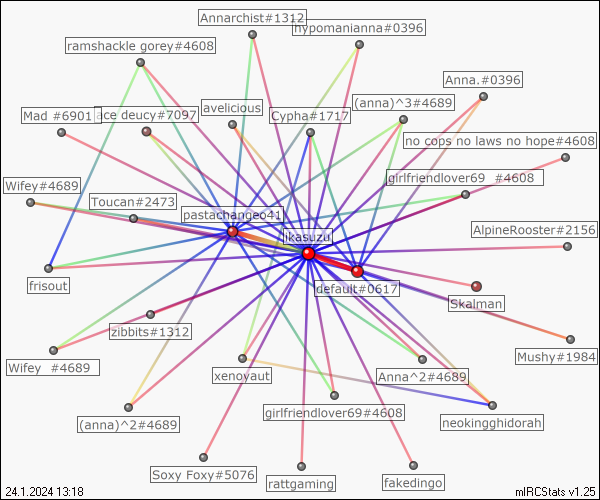 Annarchist#1312
hypomanianna#0396
ramshackle gorey#4608
Anna.#0396
Mad #6901
ace deucy#7097
avelicious
Cypha#1717
(anna)^3#4689
no cops no laws no hope#4608
Wifey#4689
girlfriendlover69 #4608
Toucan#2473
pastachangeo41
ikasuzu
AlpineRooster#2156
frisout
default#0617
Skalman
zibbits#1312
Mushy#1984
Wifey #4689
xenoyaut
Anna^2#4689
(anna)^2#4689
girlfriendlover69#4608
neokingghidorah
Soxy Foxy#5076
rattgaming
fakedingo
24.1.2024 13:18
mIRCStats v1.25